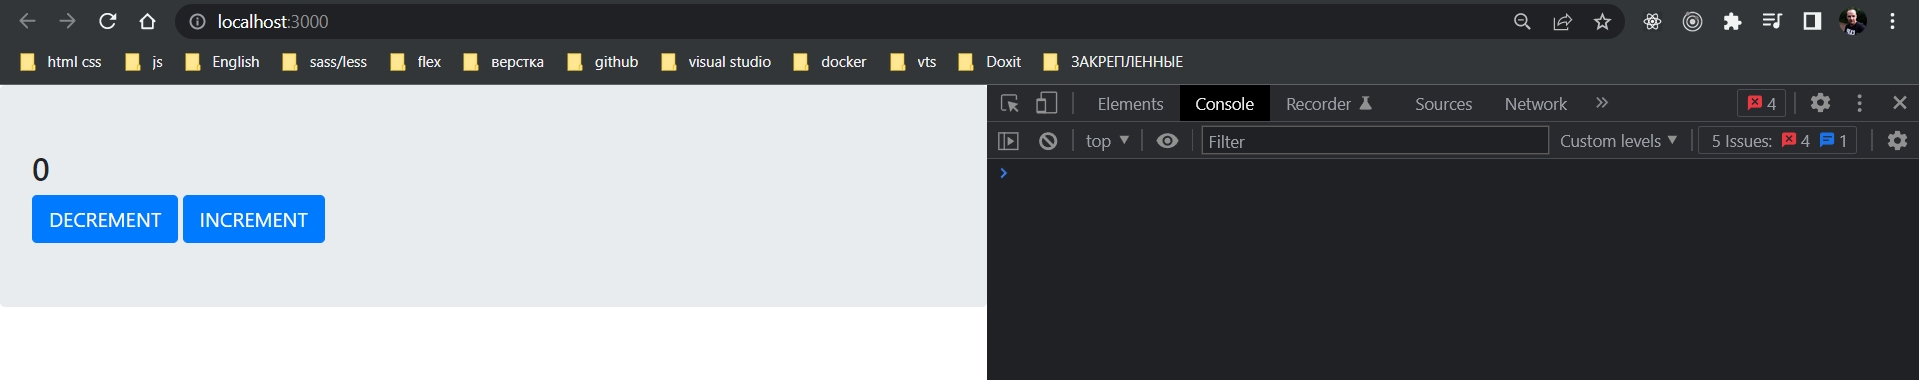 localhost:3000
html css js English sass/less flex верстка github visual studio docker vts Doxit ЗАКРЕПЛЕННЫЕ
Elements Console Recorder Sources Network » 4
top Filter Custom levels 5 Issues: 4 1
0
DECREMENT INCREMENT